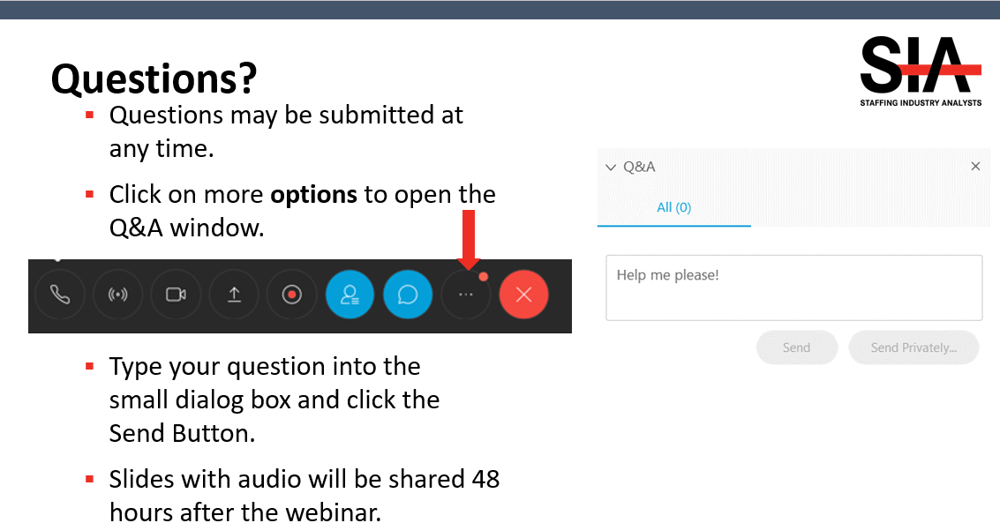 Questions?
SIA
STAFFING INDUSTRY ANALYSTS
Questions may be submitted at
any time.
Click on more options to open the
Q&A window.
Type your question into the
small dialog box and click the
Send Button.
Slides with audio will be shared 48
hours after the webinar.
Q&A
All (0)
Help me please!
Send
Send Privately...